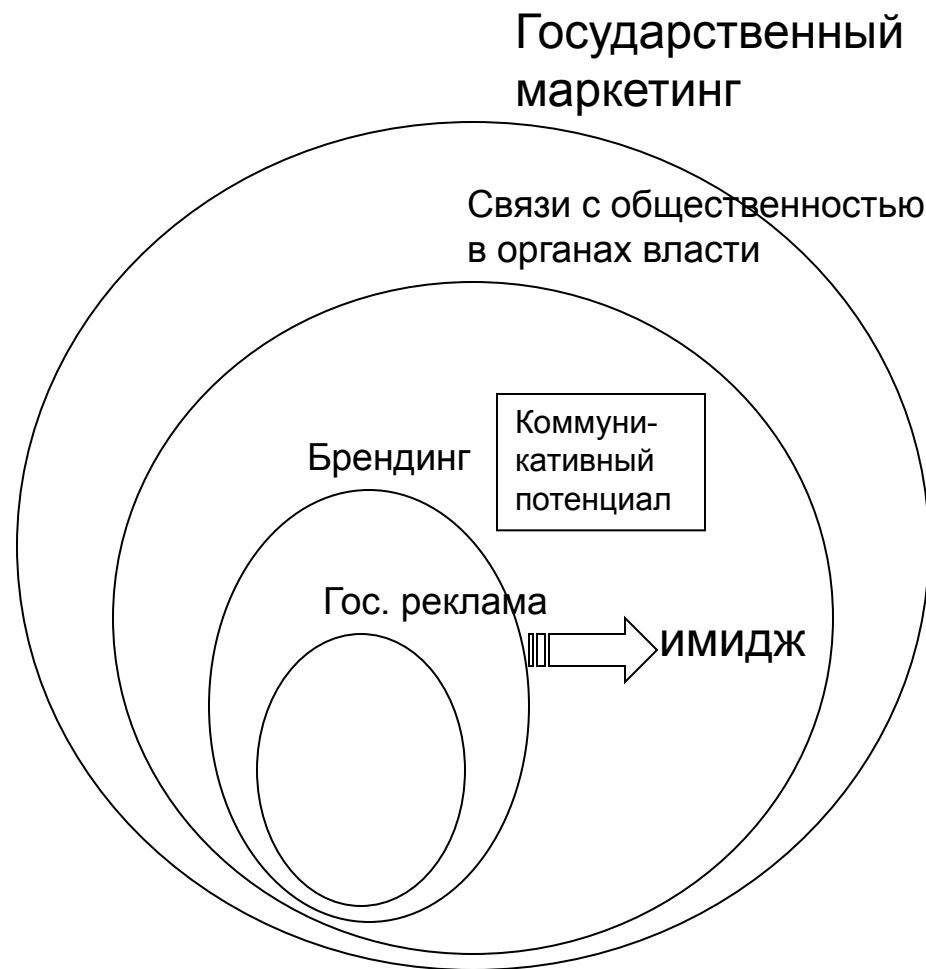 Государственный
маркетинг
Связи с общественностью
в органах власти
Коммуни-
кативный
потенциал
Брендинг
Гос. реклама
имидж